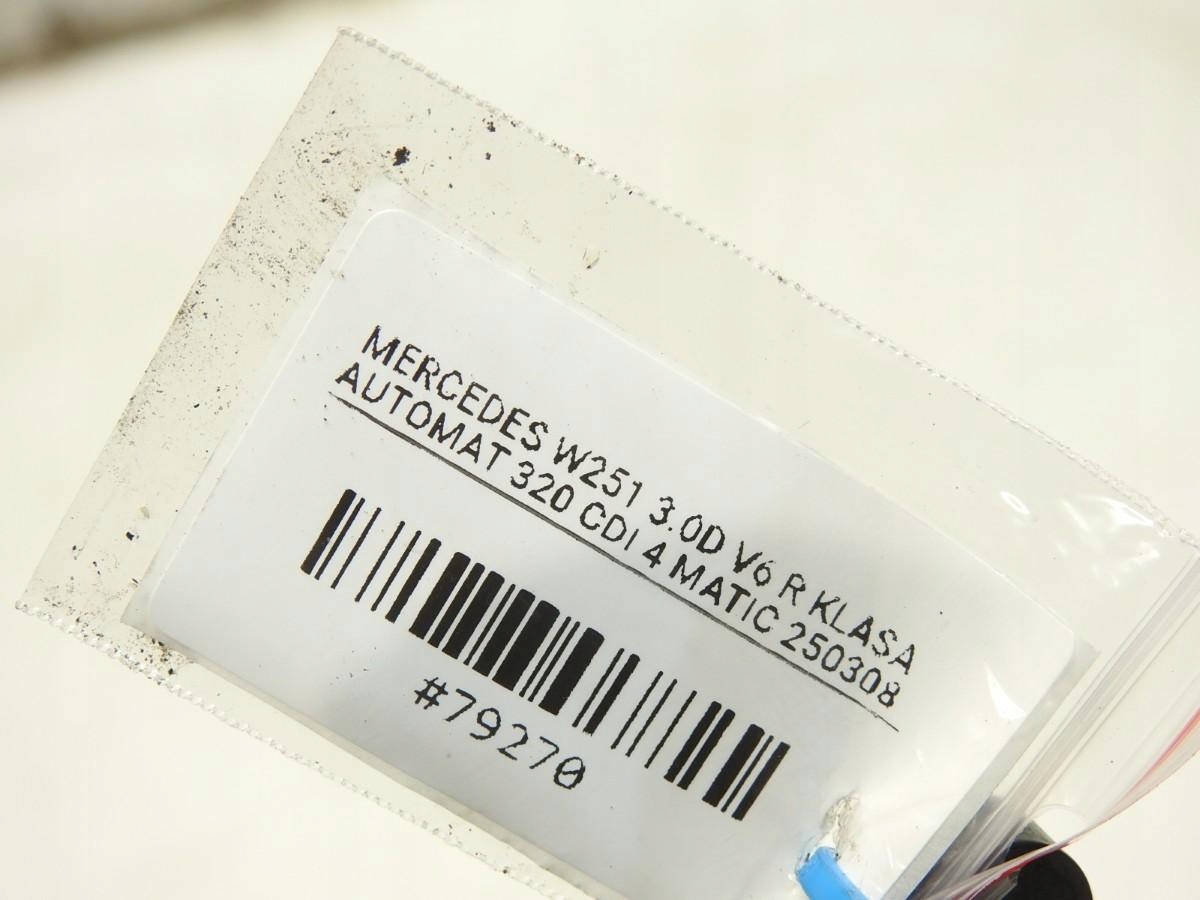 MERCEDES W251 3.0D V6 R KLASA
AUTOMAT 320 CDI 4 MATIC 250308
#79270